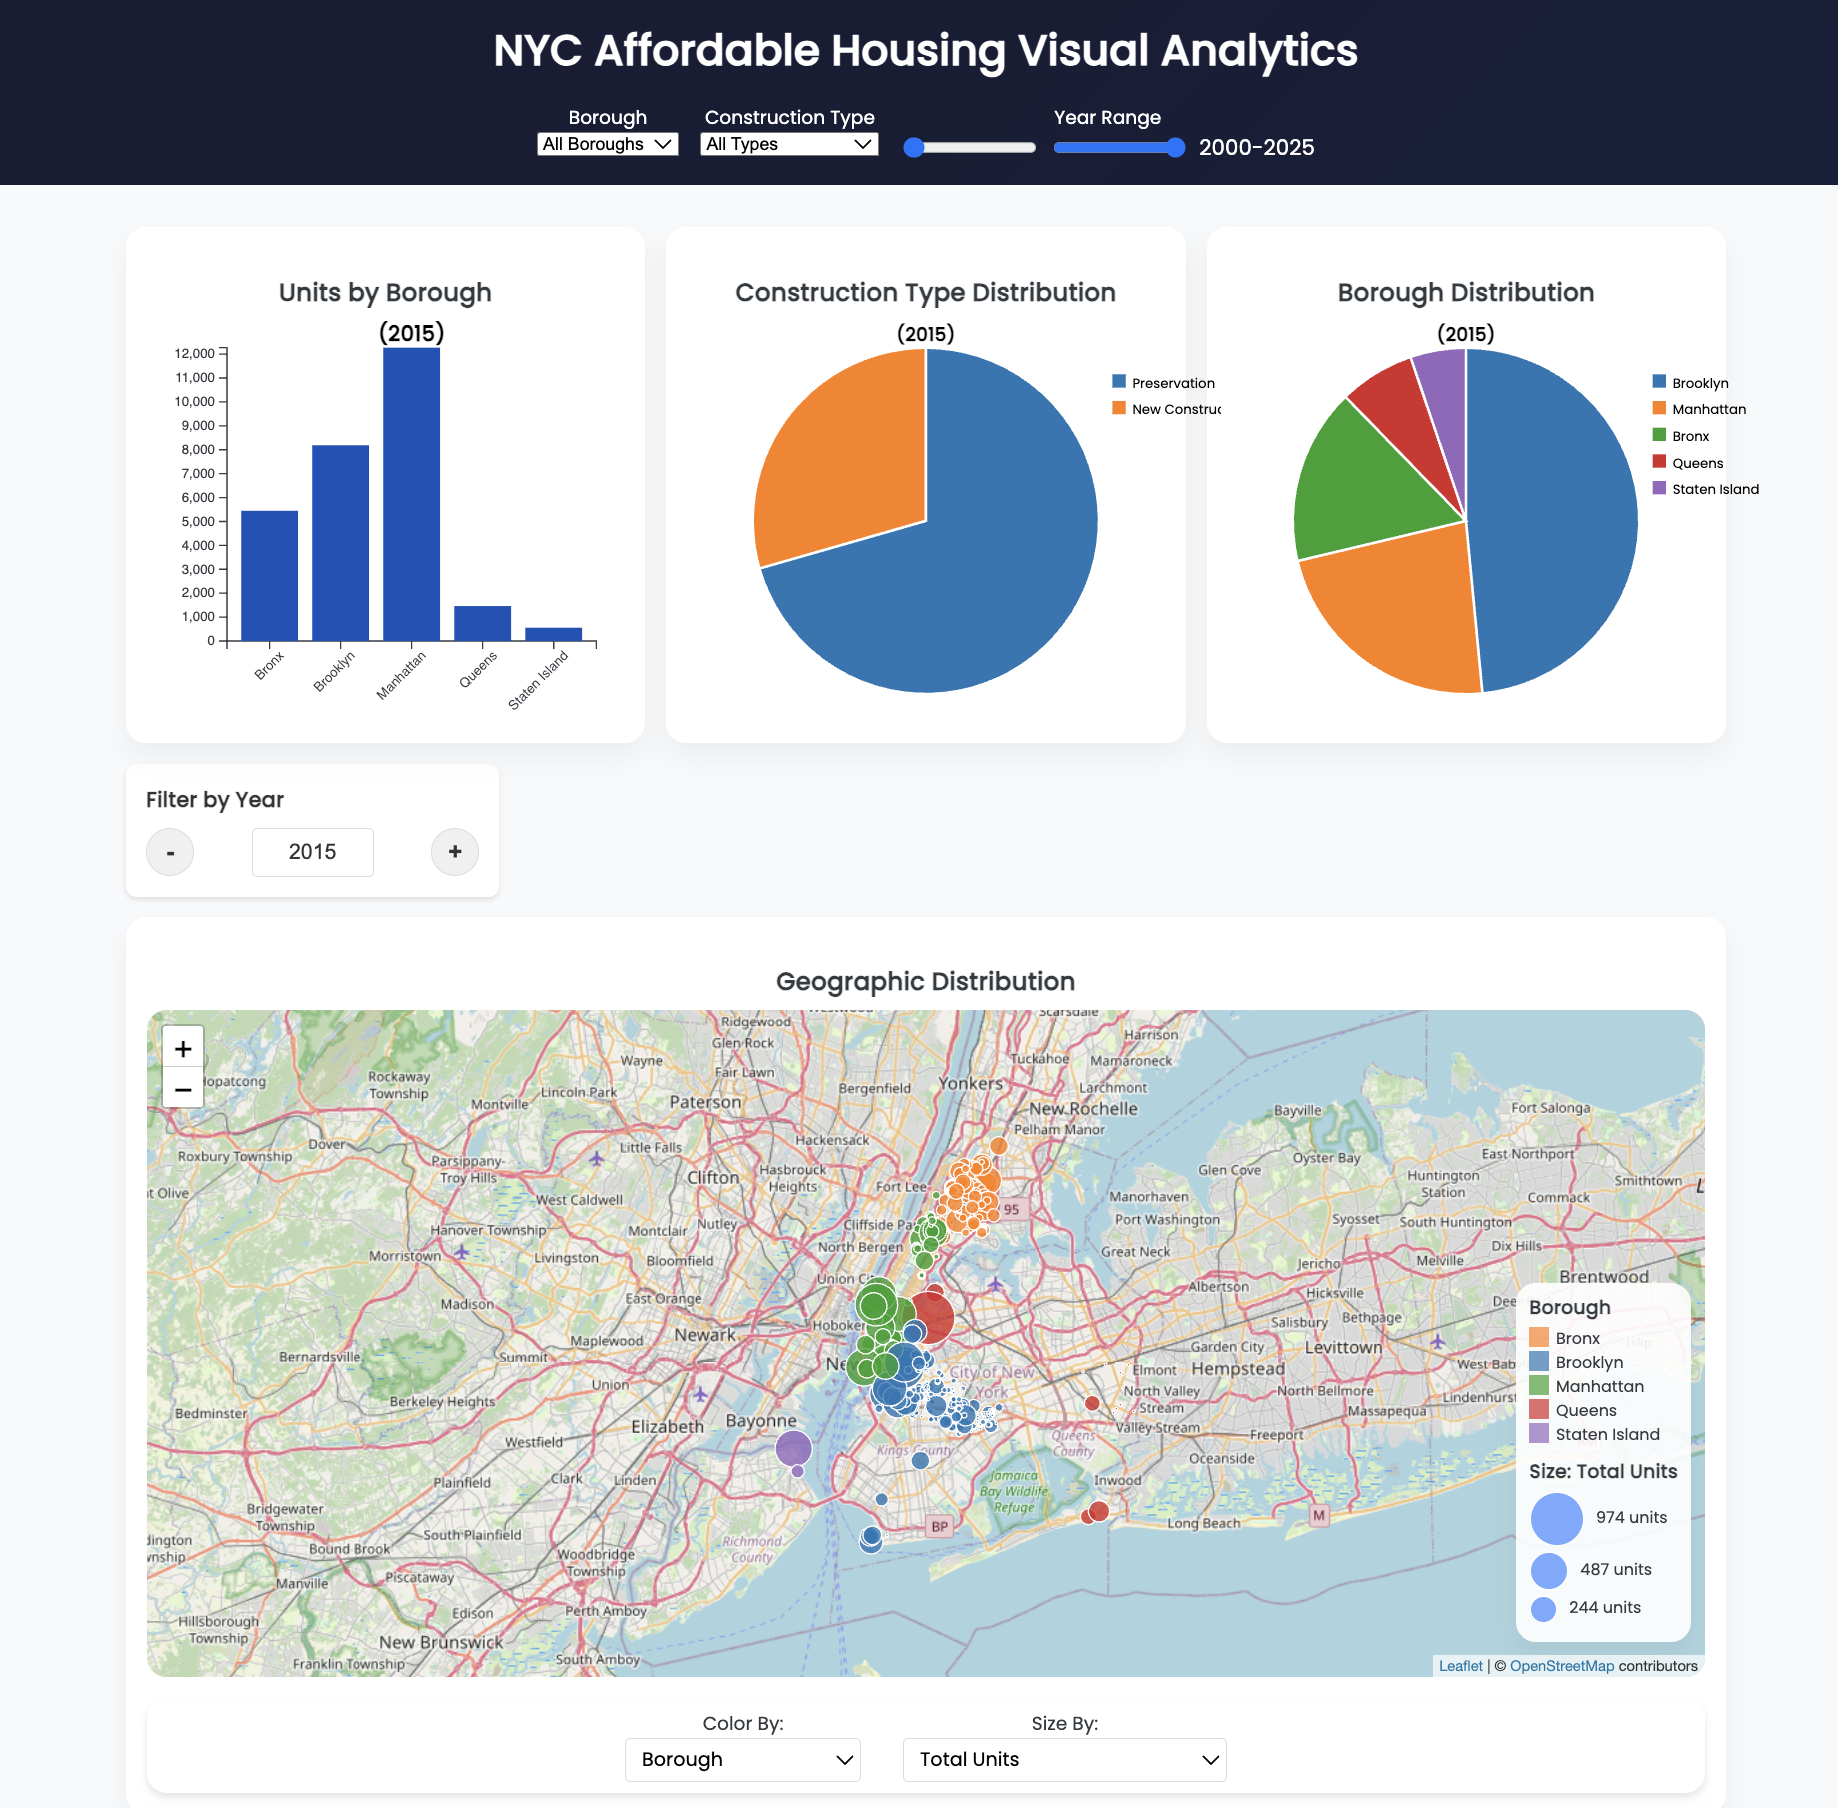 NYC Affordable Housing Visual Analytics
Borough
Construction Type
Year Range
All Boroughs
All Types
2000-2025
Units by Borough
(2015)
12,000
11,000
10,000
9,000
8,000
7,000
6,000
5,000
4,000
3,000
2,000
1,000
0
Bronx
Brooklyn
Manhattan
Queens
Staten Island
Construction Type Distribution
(2015)
Preservation
New Construc
Borough Distribution
(2015)
Brooklyn
Manhattan
Bronx
Queens
Staten Island
Filter by Year
-
2015
+
Geographic Distribution
+
−
Ridgewood
Glen Rock
Scarsdale
Harrison
Wayne
Fair Lawn
Tuckahoe
Mamaroneck
Hopatcong
Rockaway
Township
Lincoln Park
Bergenfield
Yonkers
Larchmont
Montville
Paterson
New Rochelle
Bayville
Fort Salonga
Pelham Manor
Dover
Little Falls
Hackensack
Roxbury Township
Parsippany-
Troy Hills
Clifton
Hasbrouck
Heights
Fort Lee
Glen Cove
Oyster Bay
East Northport
Huntington
Station
Smithtown
t Olive
West Caldwell
Manorhaven
Commack
95
Hanover Township
Montclair
Nutley
Cliffside Pa
Port Washington
Syosset
South Huntington
Morristown
Livingston
Bloomfield
North Bergen
Great Neck
Dix Hills
Jericho
Melville
Union Ci
Albertson
Brentwood
East Orange
Hicksville
Dee
Madison
Hoboken
Salisbury
Bethpage
Maplewood
Newark
Garden City
Levittown
Islip
Bernardsville
Summit
Ne
City of New
York
Elmont
Hempstead
West Bab
Union
North Valley
Stream
North Bellmore
Lindenhurst
Berkeley Heights
Bedminster
Elizabeth
Bayonne
Massapequa
Valley Stream
Freeport
Westfield
Kings County
Queens
County
Oceanside
Plainfield
Clark
Linden
Jamaica
Bay Wildlife
Refuge
Inwood
Bridgewater
Township
BP
Long Beach
M
dington
wnship
South Plainfield
Richmond
County
Bound Brook
Woodbridge
Township
Piscataway
Manville
Edison
Perth Amboy
Hillsborough
Township
New Brunswick
Franklin Township
South Amboy
Borough
Bronx
Brooklyn
Manhattan
Queens
Staten Island
Size: Total Units
974 units
487 units
244 units
Leaflet | © OpenStreetMap contributors
Color By:
Size By:
Borough
Total Units